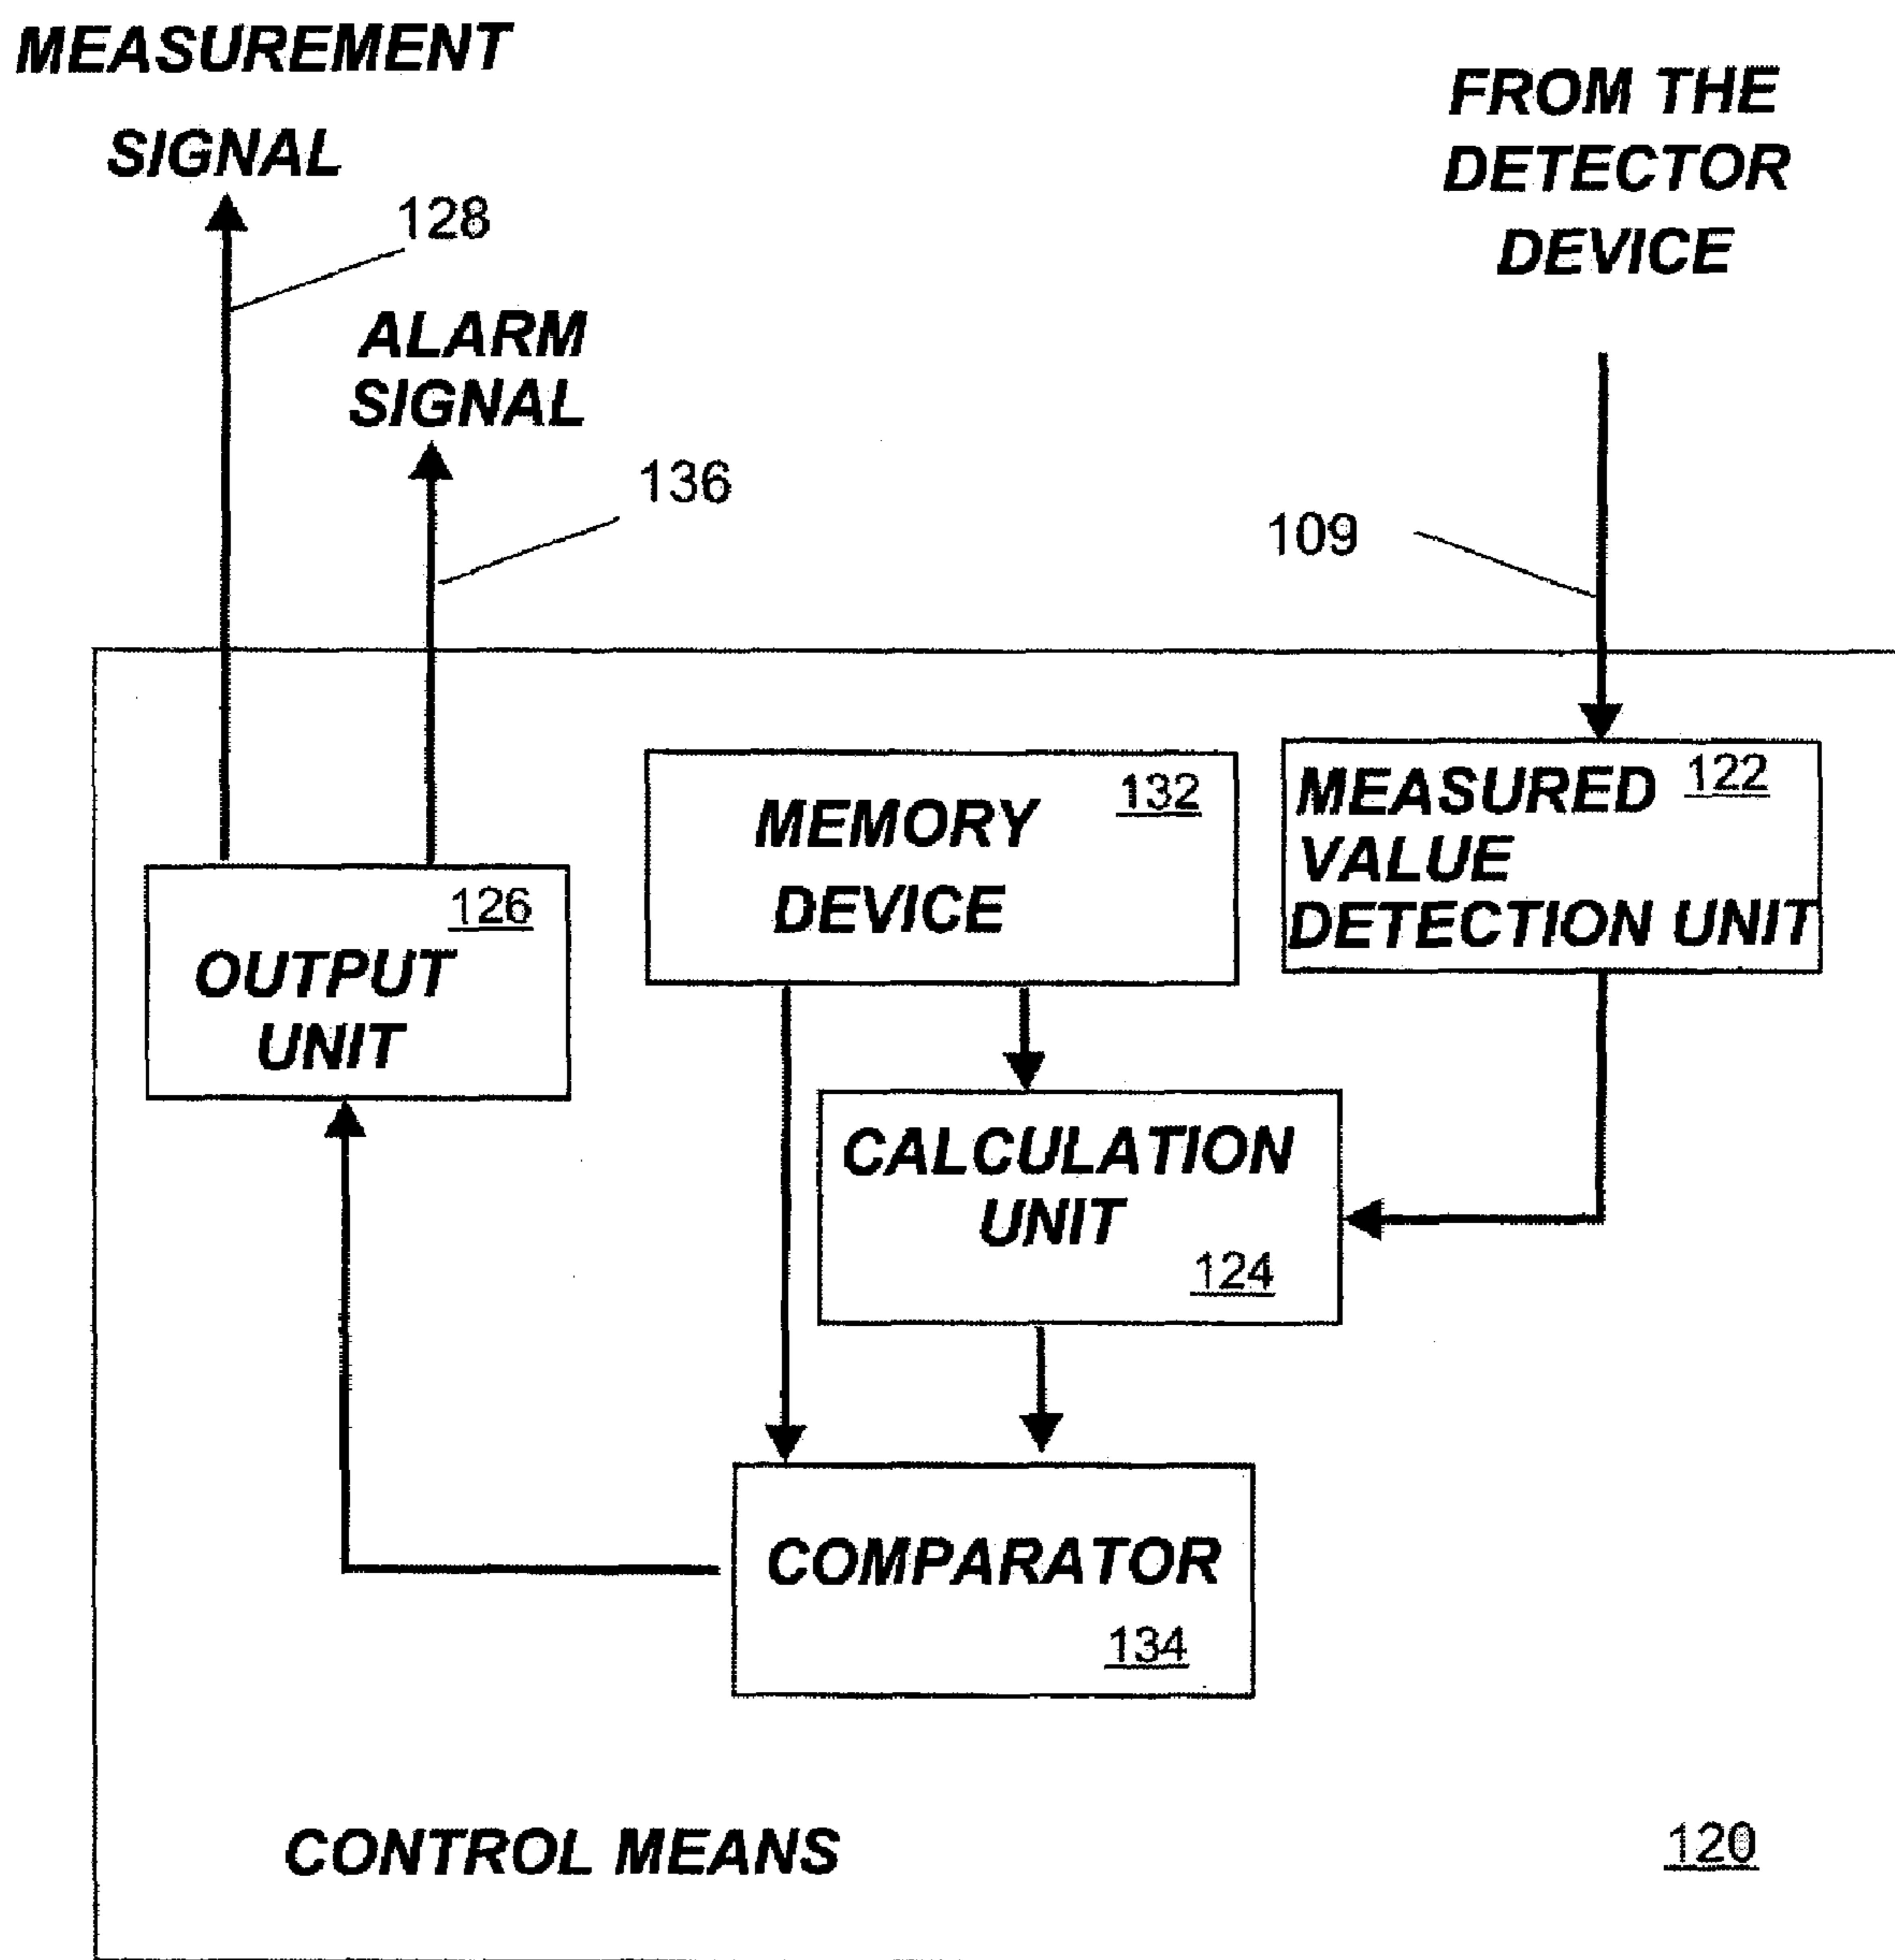 MEASUREMENT
SIGNAL
128
ALARM
SIGNAL
136
FROM THE
DETECTOR
DEVICE
109
126
OUTPUT
UNIT
132
MEMORY
DEVICE
MEASURED 122
VALUE
DETECTION UNIT
CALCULATION
UNIT
124
COMPARATOR
134
CONTROL MEANS
120